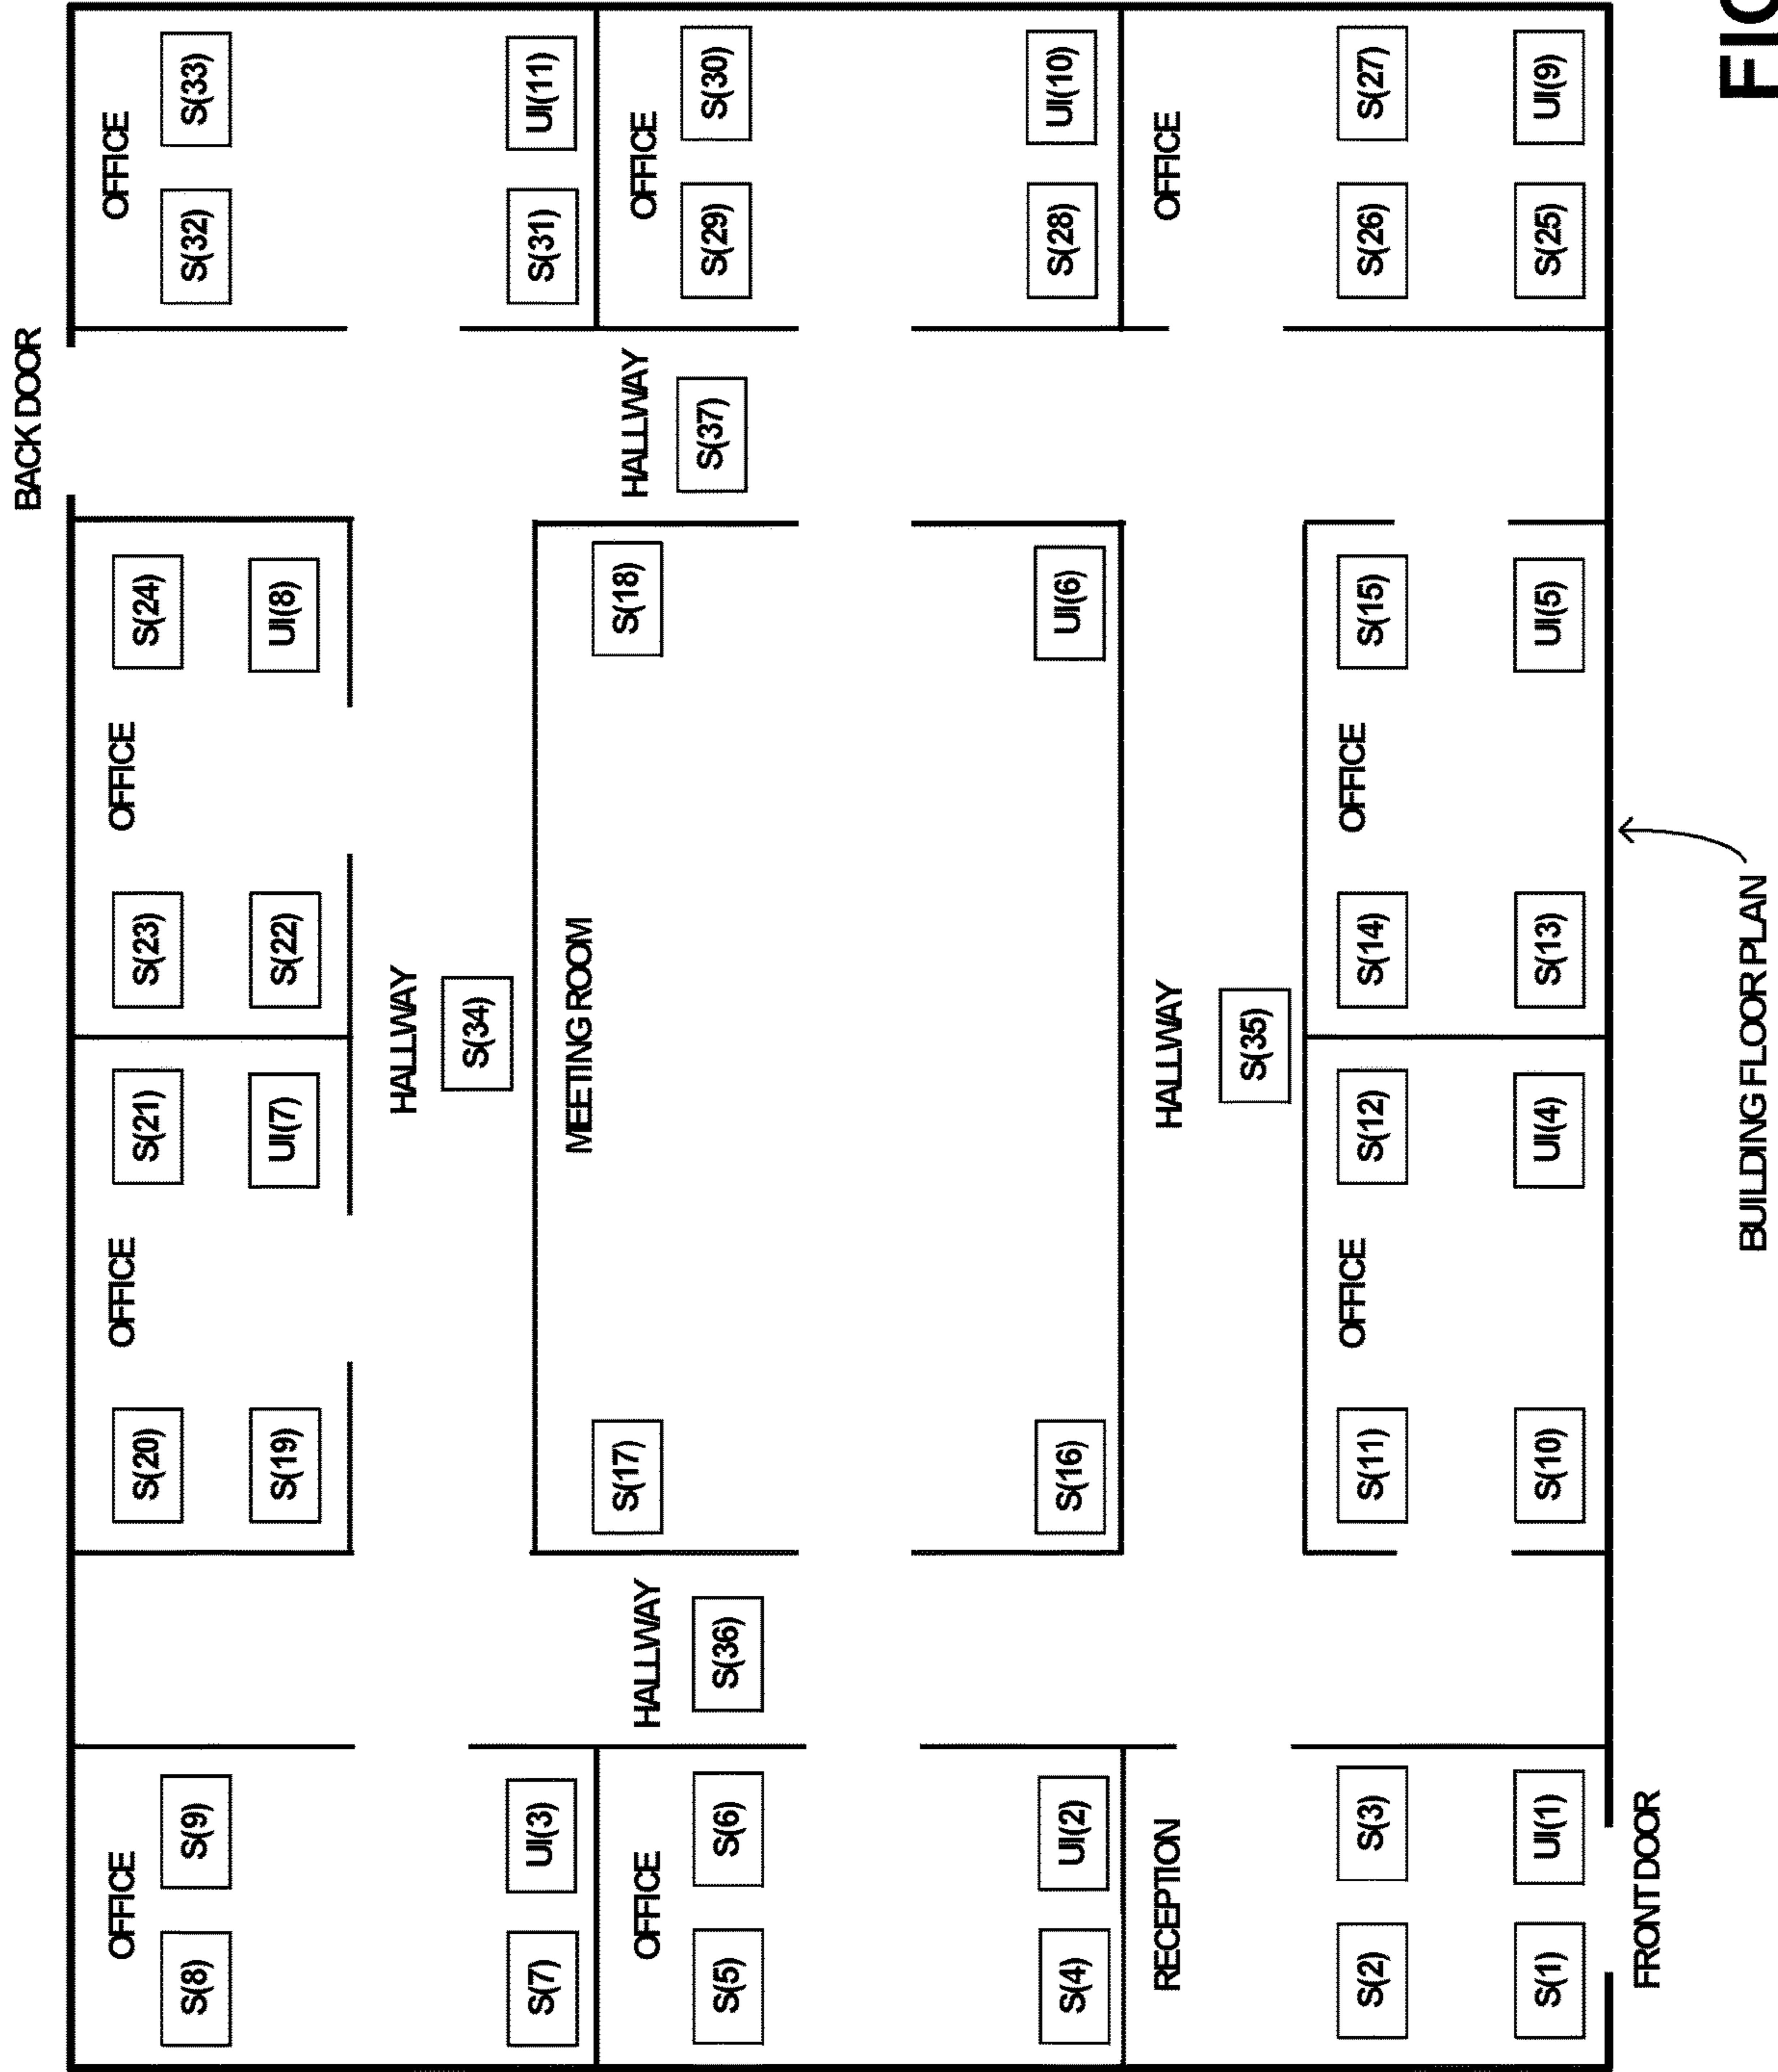 BACK DOOR
OFFICE
OFFICE
OFFICE
OFFICE
S(20)
S(21)
S(23)
S(24)
S(8)
S(9)
S(32)
S(33)
S(19)
UI(7)
S(22)
UI(8)
HALLWAY
S(34)
S(7)
UI(3)
S(31)
UI(11)
MEETING ROOM
S(17)
S(18)
OFFICE
HALLWAY
HALLWAY
OFFICE
S(5)
S(6)
S(36)
S(37)
S(29)
S(30)
S(4)
UI(2)
S(16)
UI(6)
S(28)
UI(10)
RECEPTION
HALLWAY
OFFICE
S(35)
OFFICE
OFFICE
S(2)
S(3)
S(11)
S(12)
S(14)
S(15)
S(26)
S(27)
S(1)
UI(1)
S(10)
UI(4)
S(13)
UI(5)
S(25)
UI(9)
FRONT DOOR
BUILDING FLOOR PLAN